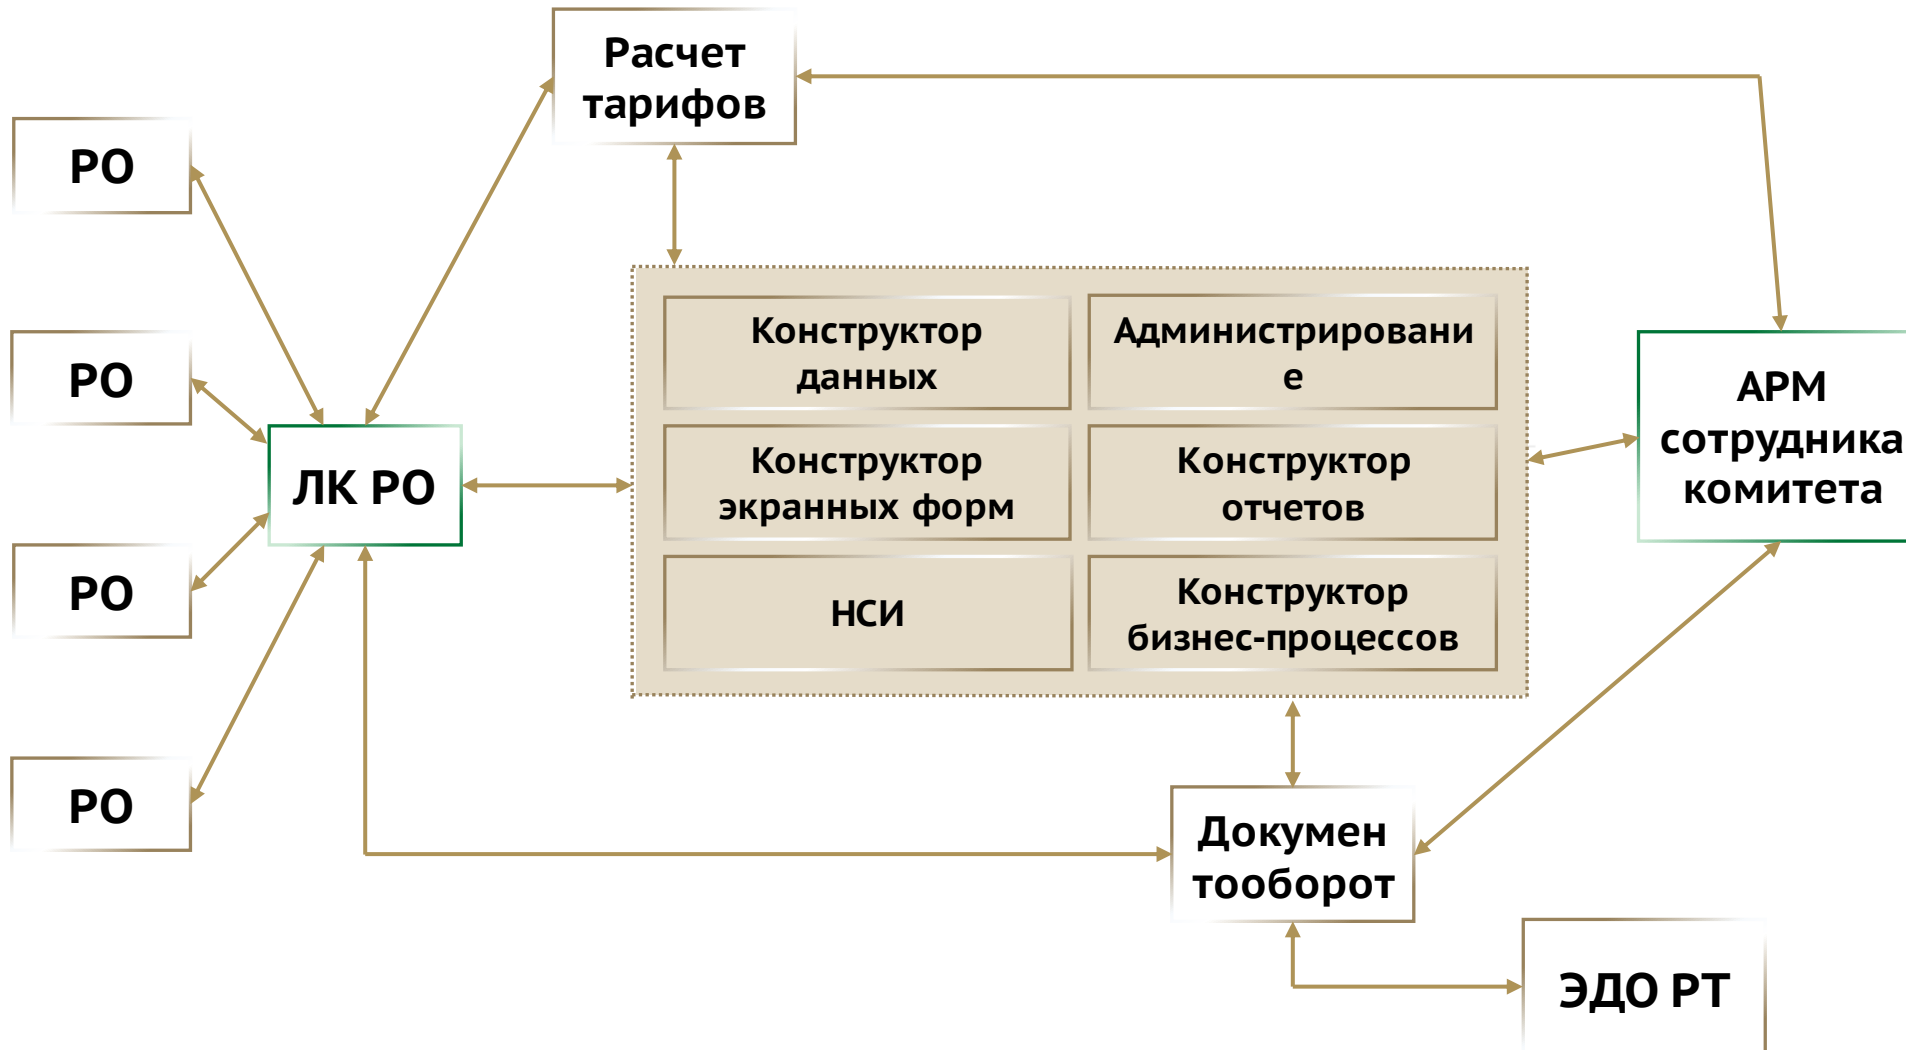 Расчет
тарифов
РО
РО
РО
РО
ЛК РО
Конструктор
данных
Администрировани
е
Конструктор
экранных форм
Конструктор
отчетов
НСИ
Конструктор
бизнес-процессов
АРМ
сотрудника
комитета
Докумен
тооборот
ЭДО РТ